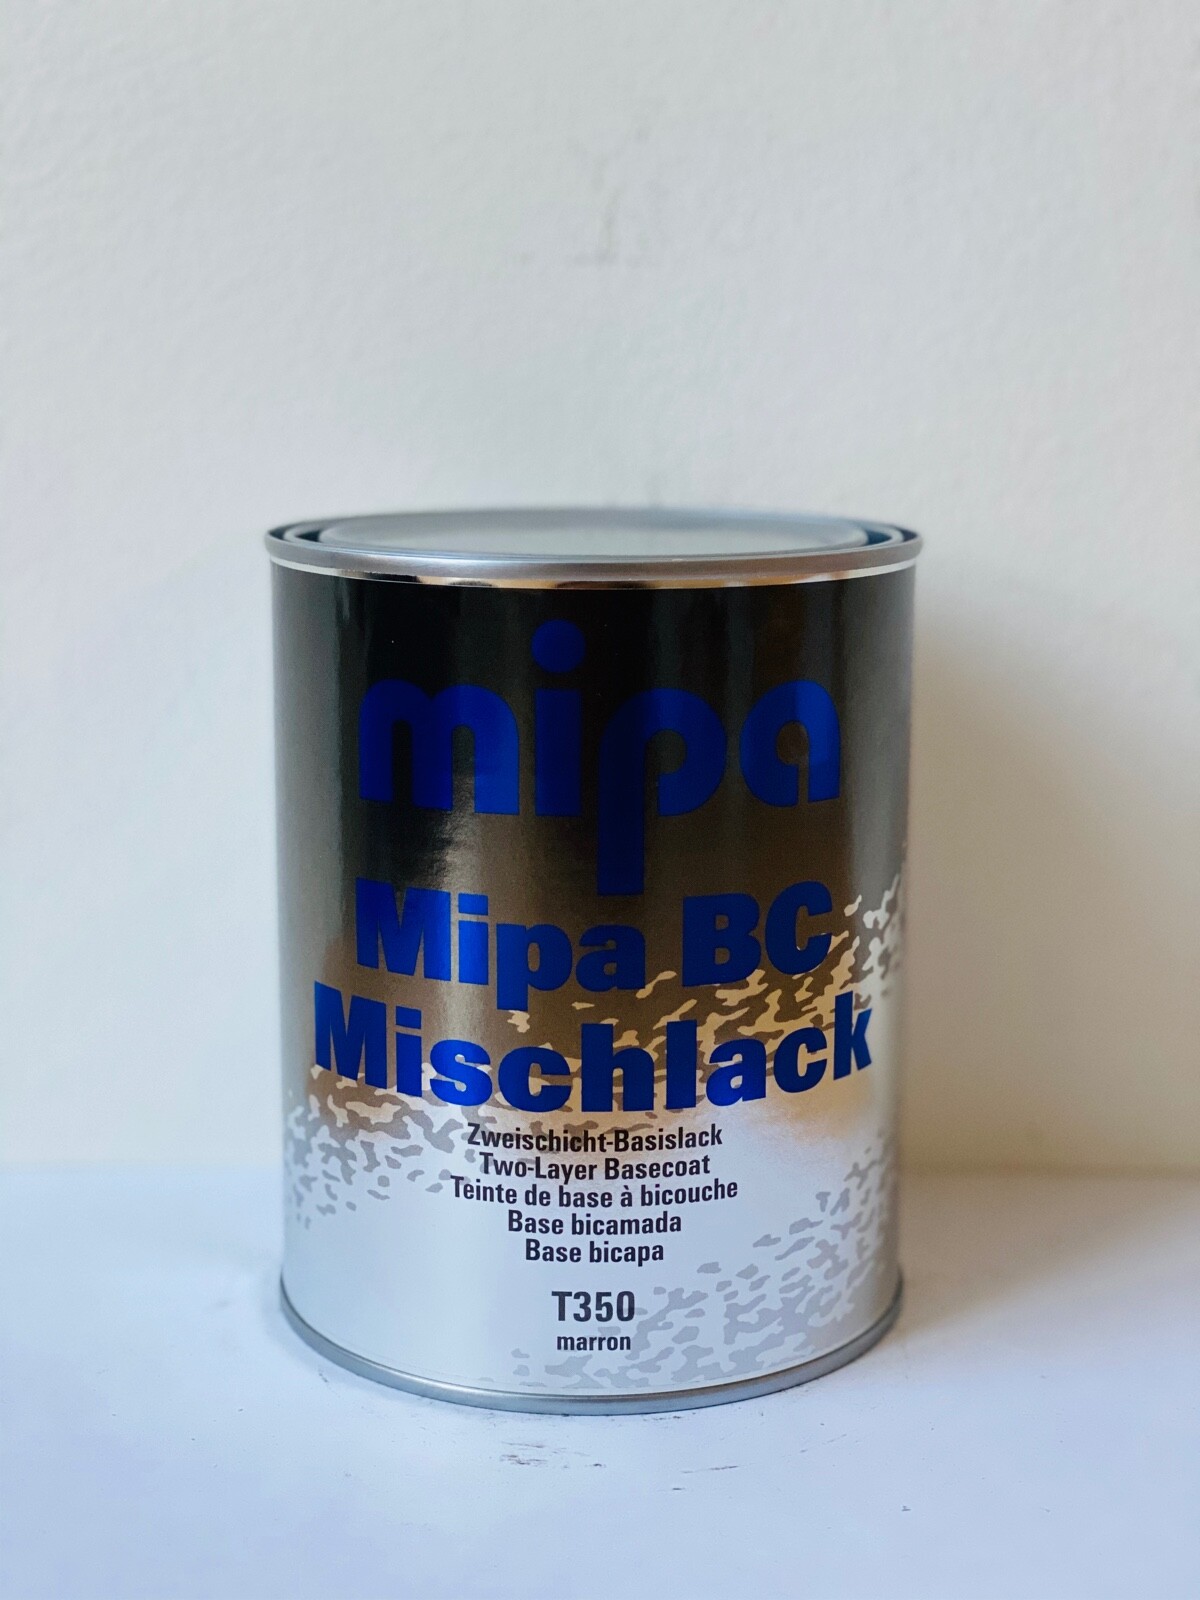 mipa
Mipa BC
Mischlack
Zweischicht-Basislack
Two-Layer Basecoat
Teinte de base à bicouche
Base bicamada
Base bicapa
T350
marron